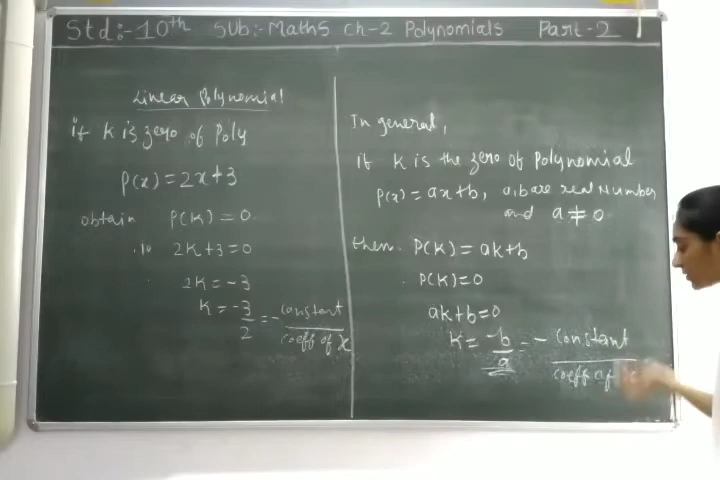 Std:-10th Sub:-Maths Ch-2 Polynomials Part-2
Linear Polynomial
if K is zero of Poly
P(x)=2x+3
obtain P(K)=0
2K+3=0
2K=-3
K=-3/2=-constant/coeff of x
In general,
if K is the zero of Polynomial
P(x)=ax+b, a,b are real Number
and a≠0
then. P(K)=ak+b
P(K)=0
ak+b=0
K=-b/a=-constant/coeff of